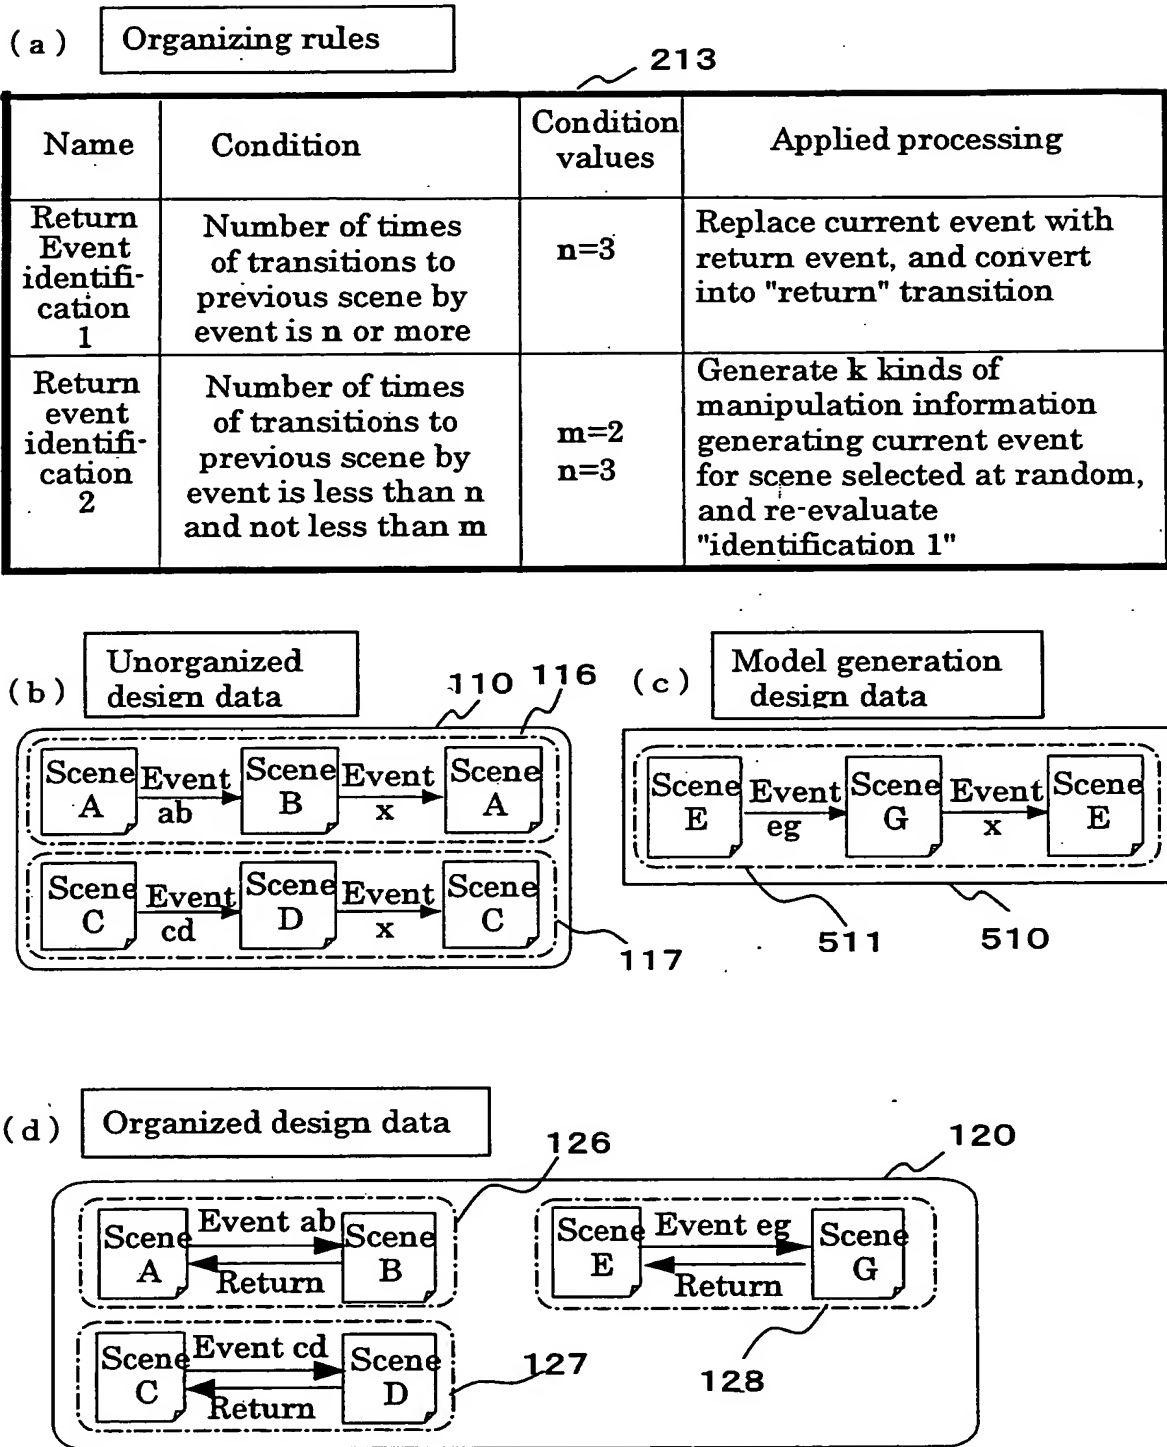 (a)
Organizing rules
213
Name
Condition
Condition
values
Applied processing
Return
Event
identifi-
cation
1
Number of times
of transitions to
previous scene by
event is n or more
n=3
Replace current event with
return event, and convert
into "return" transition
Return
event
identifi-
cation
2
Number of times
of transitions to
previous scene by
event is less than n
and not less than m
m=2
n=3
Generate k kinds of
manipulation information
generating current event
for scene selected at random,
and re-evaluate
"identification 1"
(b)
Unorganized
design data
110
116
Scene
A
Event
ab
Scene
B
Event
x
Scene
A
Scene
C
Event
cd
Scene
D
Event
x
Scene
C
117
(c)
Model generation
design data
Scene
E
Event
eg
Scene
G
Event
x
Scene
E
511
510
(d)
Organized design data
126
120
Scene
A
Event ab
Return
Scene
B
Scene
E
Event eg
Return
Scene
G
128
Scene
C
Event cd
Return
Scene
D
127